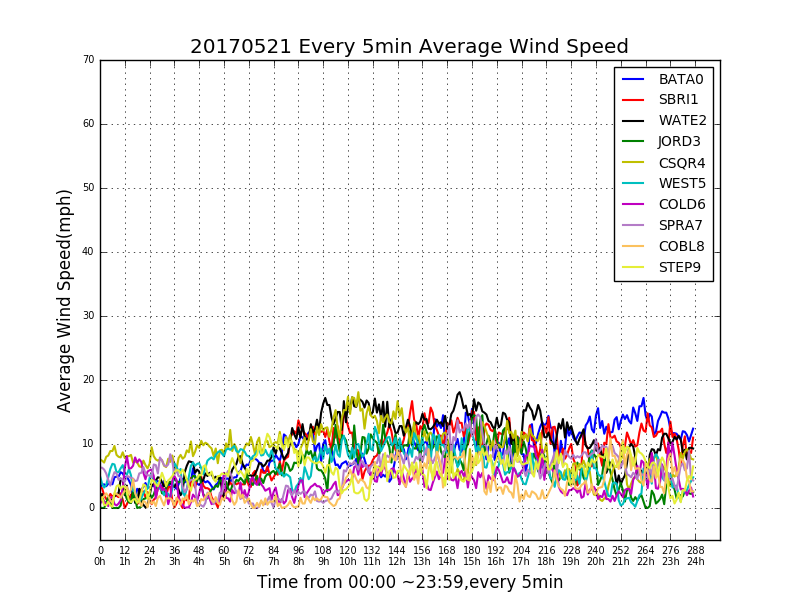 20170521 Every 5min Average Wind Speed
70
60
50
40
30
20
10
0
Average Wind Speed(mph)
BATA0
SBRI1
WATE2
JORD3
CSQR4
WEST5
COLD6
SPRA7
COBL8
STEP9
0 12 24 36 48 60 72 84 96 108 120 132 144 156 168 180 192 204 216 228 240 252 264 276 288
0h 1h 2h 3h 4h 5h 6h 7h 8h 9h 10h 11h 12h 13h 14h 15h 16h 17h 18h 19h 20h 21h 22h 23h 24h
Time from 00:00 ~23:59,every 5min